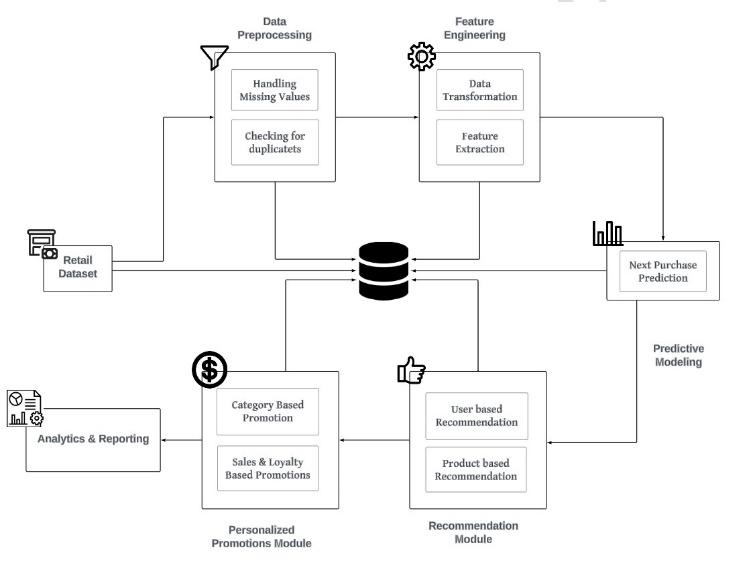 Data
Preprocessing
Feature
Engineering
Handling
Missing Values
Data
Transformation
Checking for
duplicatets
Feature
Extraction
Retail
Dataset
$
Next Purchase
Prediction
Predictive
Modeling
Category Based
Promotion
User based
Recommendation
Analytics & Reporting
Sales & Loyalty
Based Promotions
Product based
Recommendation
Personalized
Promotions Module
Recommendation
Module